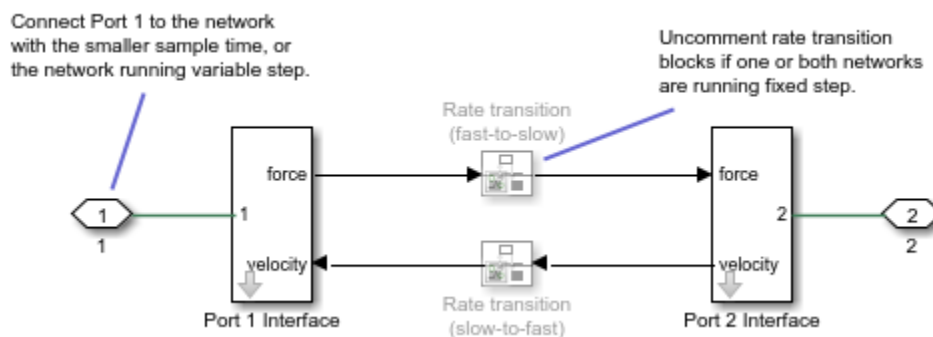 Connect Port 1 to the network
with the smaller sample time, or
the network running variable step.
Uncomment rate transition
blocks if one or both networks
are running fixed step.
Rate transition
(fast-to-slow)
force
force
1
1
1
2
2
2
velocity
velocity
Port 1 Interface
Rate transition
(slow-to-fast)
Port 2 Interface